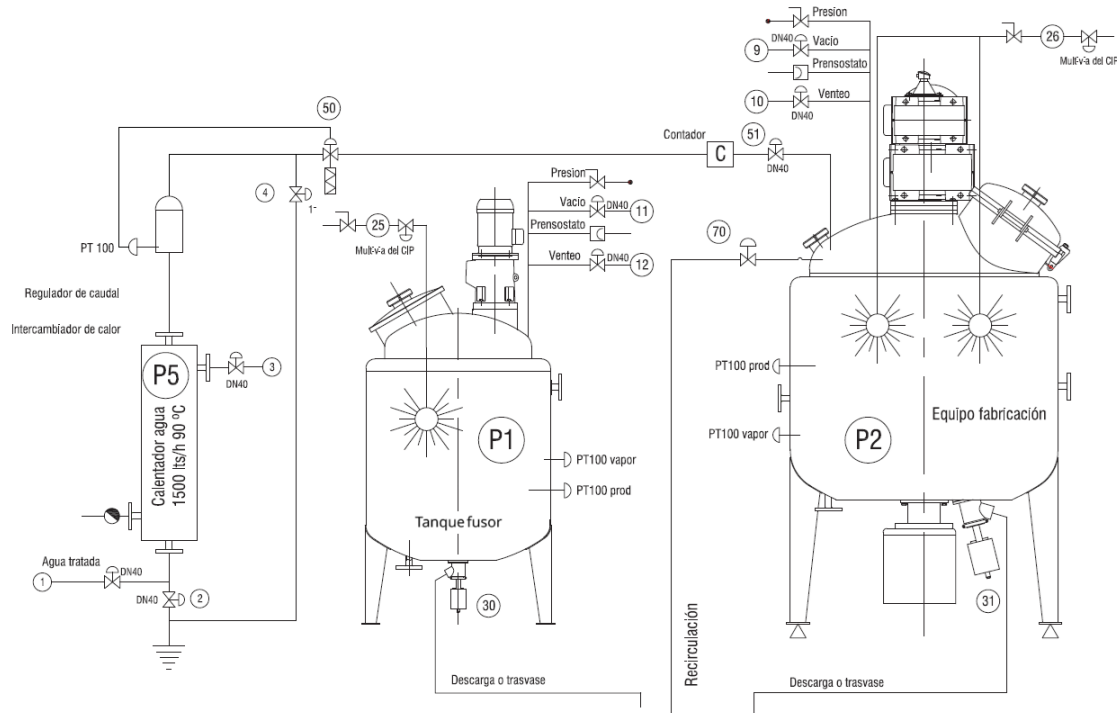 Presion
DN40
9
Vacio
Prensostato
10
Venteo
DN40
26
Mult-v-a del CIP
50
Contador
51
C
DN40
4
1"
PT 100
Presion
Vacio
DN40
11
25
Mult-v-a del CIP
Prensostato
Venteo
DN40
12
70
Regulador de caudal
Intercambiador de calor
P5
Calentador agua
1500 lts/h 90 ºC
DN40
3
P1
PT100 vapor
PT100 prod
Tanque fusor
PT100 prod
PT100 vapor
P2
Equipo fabricación
Agua tratada
1
DN40
DN40
2
30
31
Recirculación
Descarga o trasvase
Descarga o trasvase